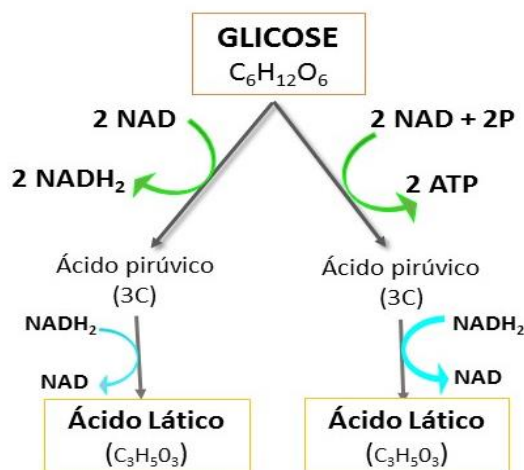 GLICOSE
C₆H₁₂O₆
2 NAD
2 NAD + 2P
2 NADH₂
2 ATP
Ácido pirúvico
(3C)
Ácido pirúvico
(3C)
NADH₂
NADH₂
NAD
NAD
Ácido Lático
(C₃H₅O₃)
Ácido Lático
(C₃H₅O₃)